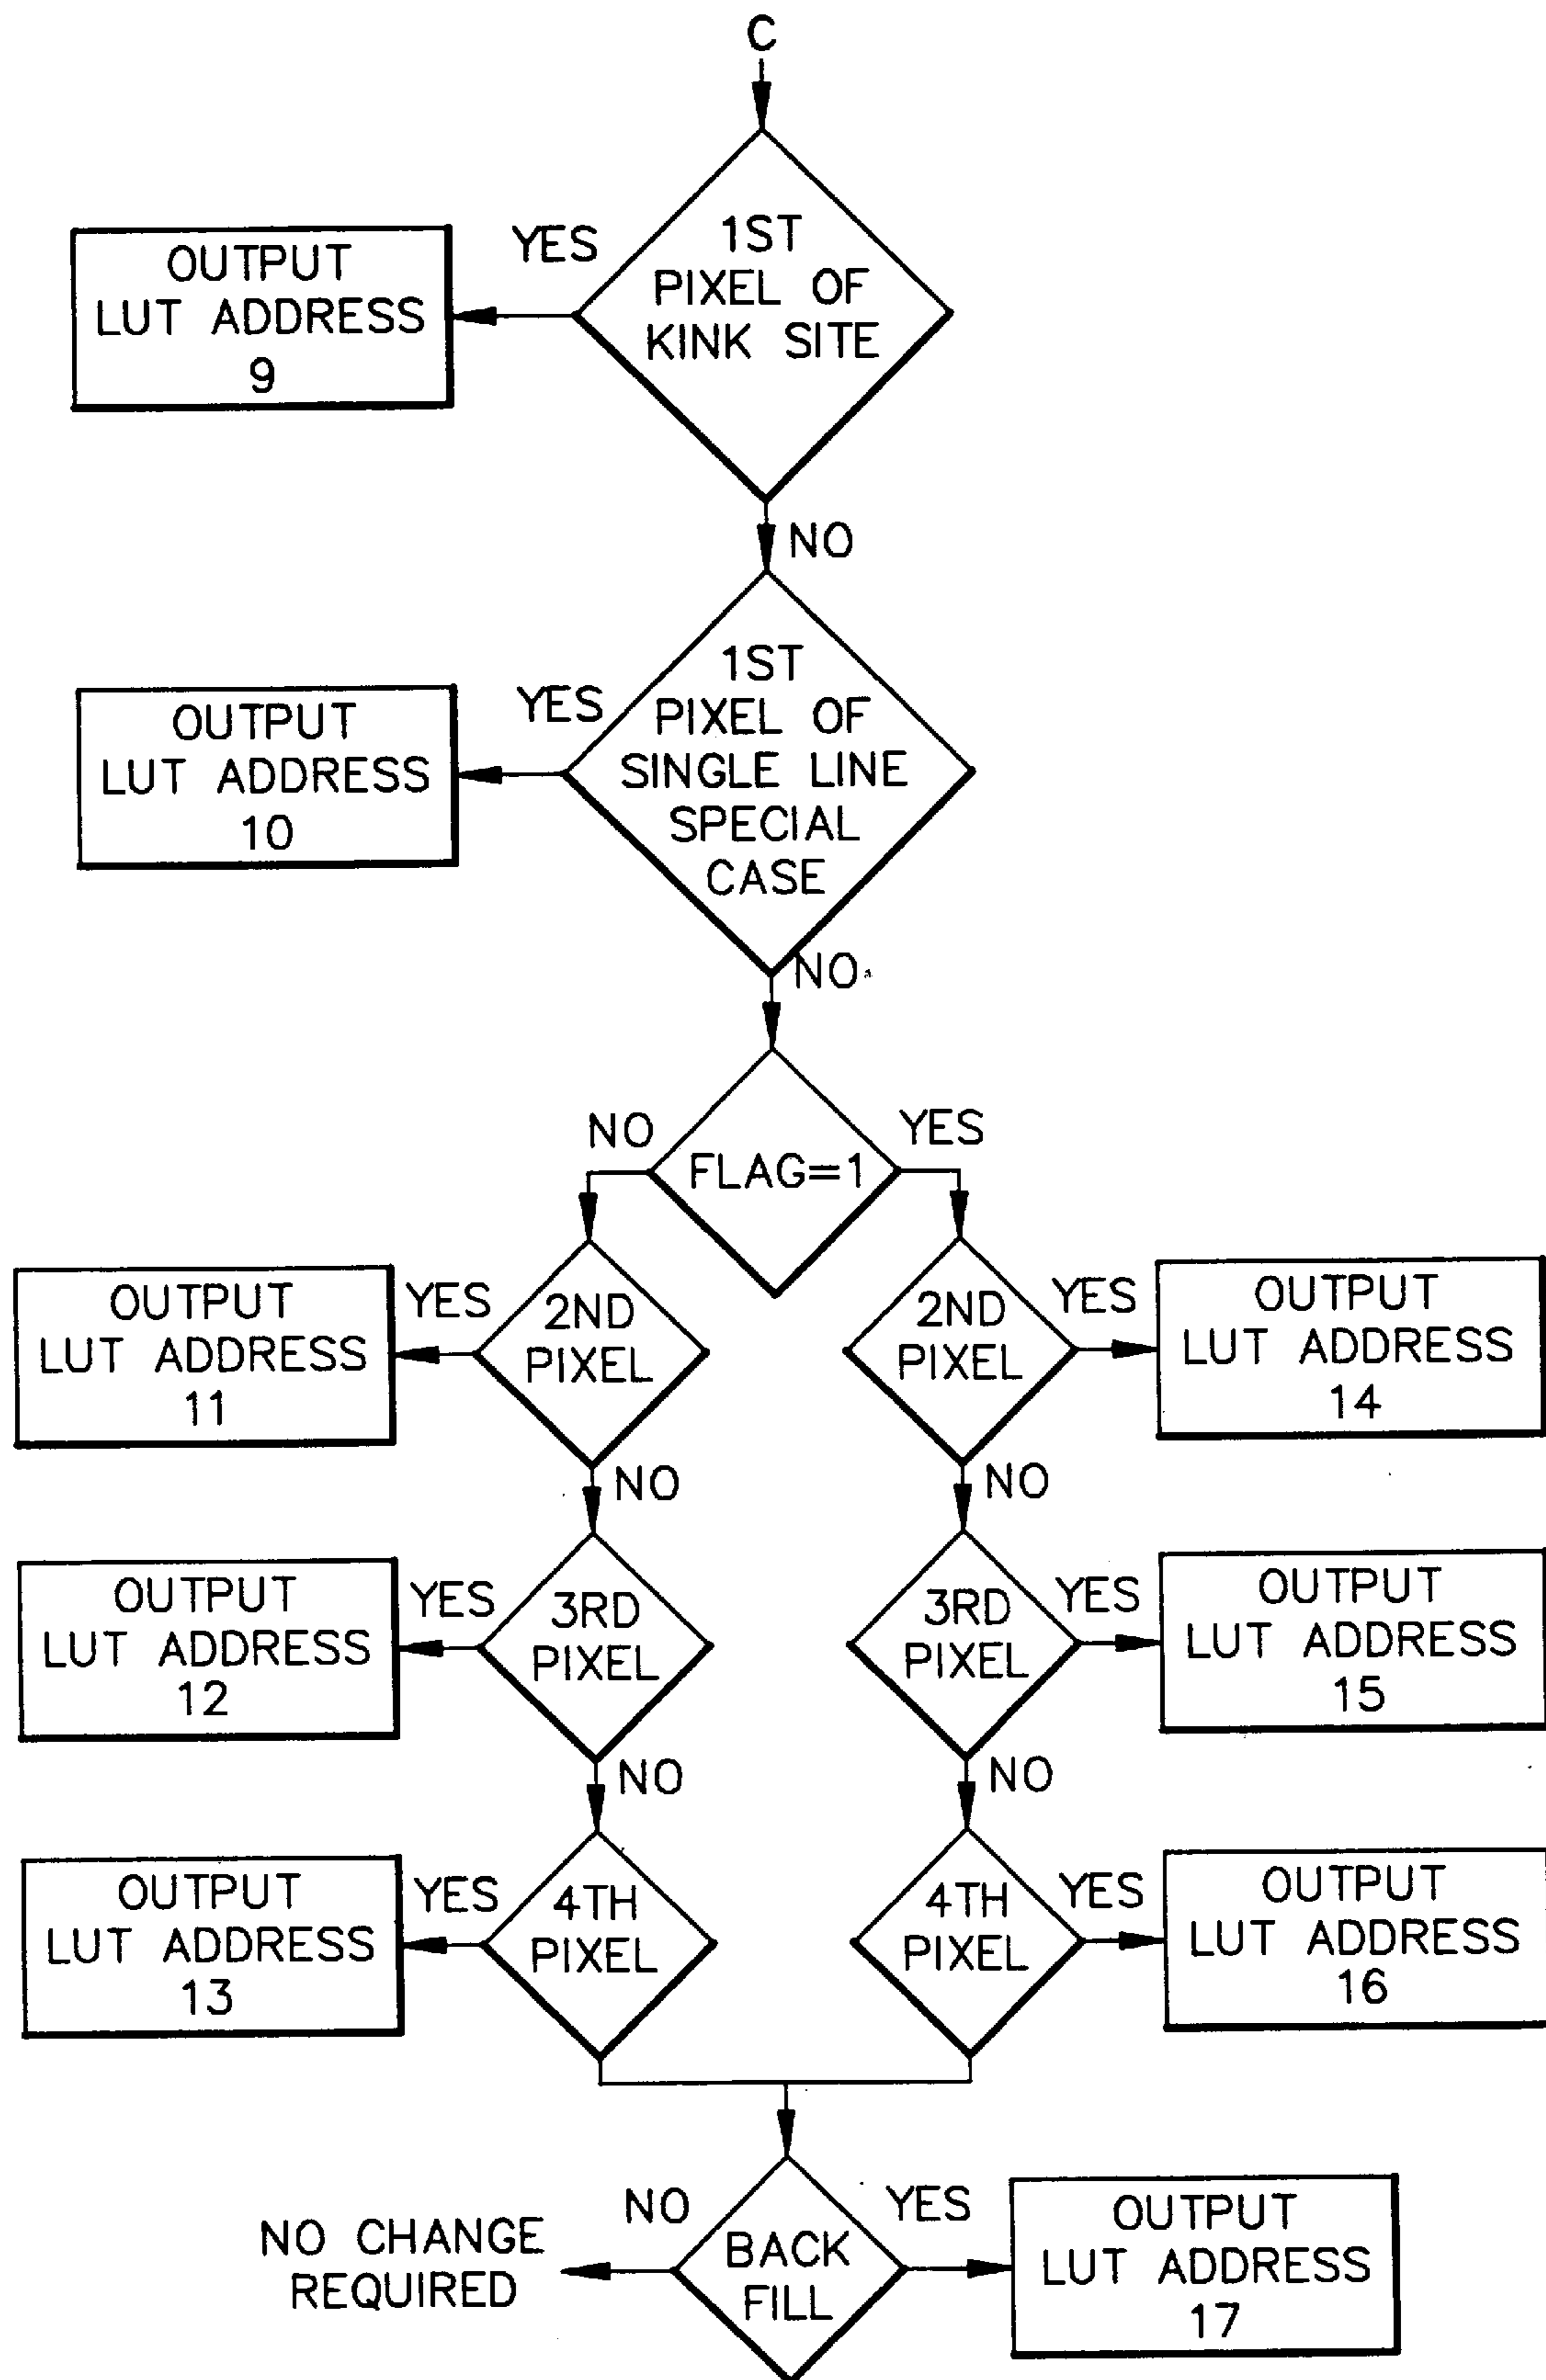 C
1ST
PIXEL OF
KINK SITE
YES
OUTPUT
LUT ADDRESS
9
NO
1ST
PIXEL OF
SINGLE LINE
SPECIAL
CASE
YES
OUTPUT
LUT ADDRESS
10
NO
FLAG=1
NO
YES
2ND
PIXEL
YES
OUTPUT
LUT ADDRESS
11
NO
2ND
PIXEL
YES
OUTPUT
LUT ADDRESS
14
NO
3RD
PIXEL
YES
OUTPUT
LUT ADDRESS
12
NO
3RD
PIXEL
YES
OUTPUT
LUT ADDRESS
15
NO
4TH
PIXEL
YES
OUTPUT
LUT ADDRESS
13
4TH
PIXEL
YES
OUTPUT
LUT ADDRESS
16
BACK
FILL
NO
NO CHANGE
REQUIRED
YES
OUTPUT
LUT ADDRESS
17